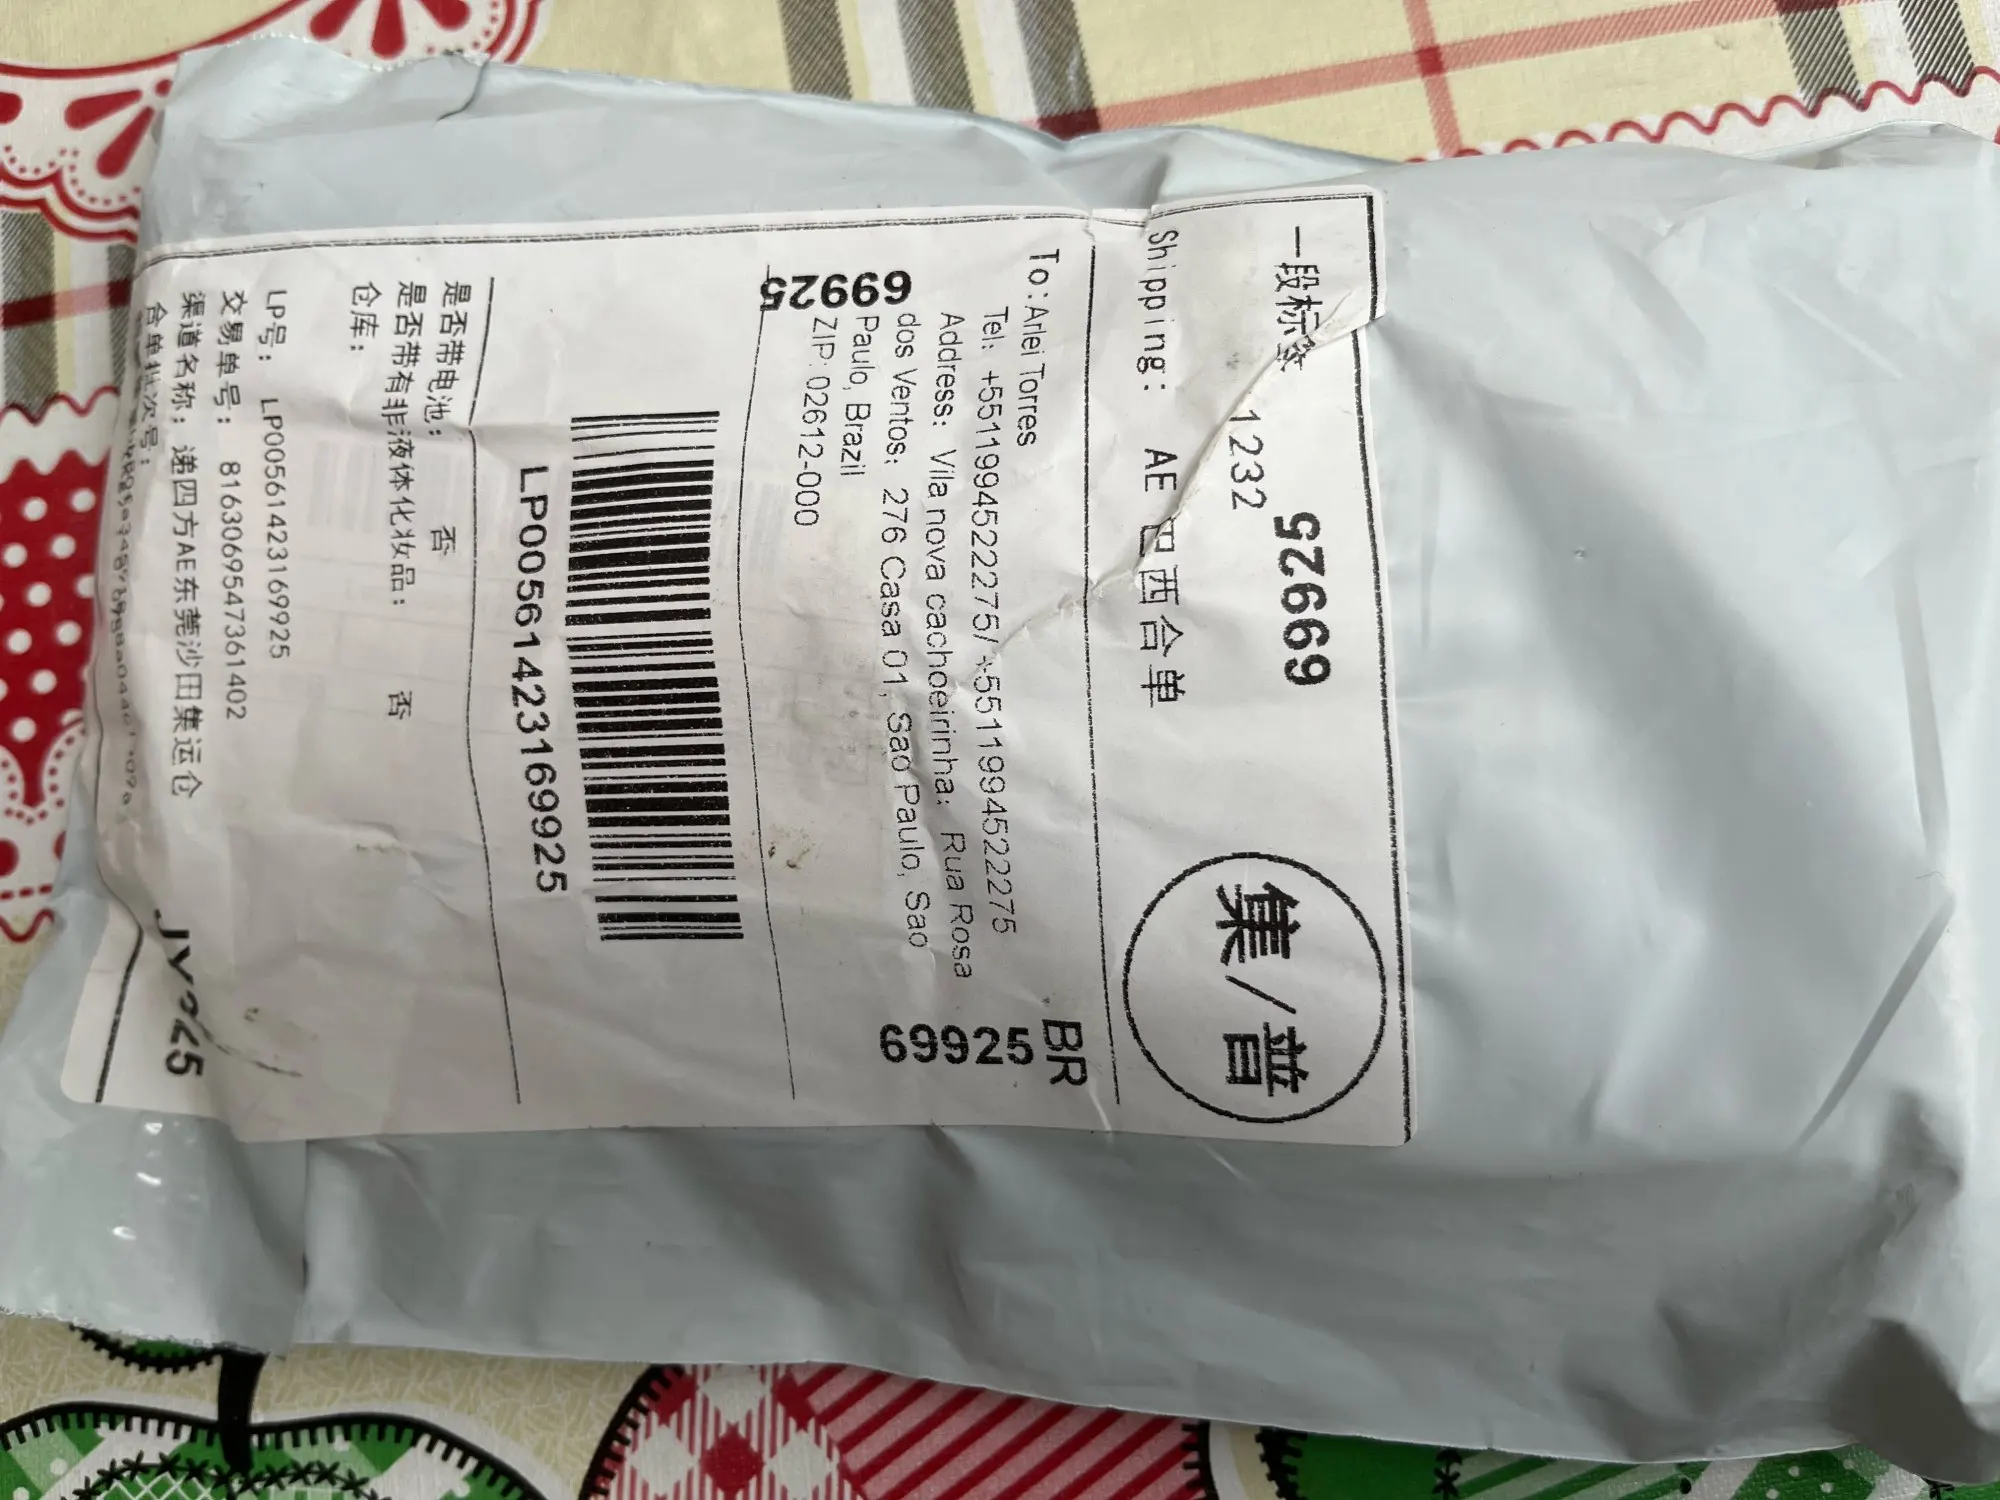 一段标签
69925
1232
集/普
Shipping: AE 巴西合单
To:Arlei Torres
BR
Tel: +5511994522275/+5511994522275
69925
Address: Vila nova cachoeirinha: Rua Rosa
dos Ventos: 276 Casa 01, Sao Paulo, Sao
Paulo, Brazil
69925
ZIP:02612-000
LP00561423169925
是否带电池: 否
是否带有非液体化妆品: 否
仓库:
LP号: LP00561423169925
交易单号: 8163069547361402
渠道名称: 递四方AE东莞沙田集运仓
合单批次号: